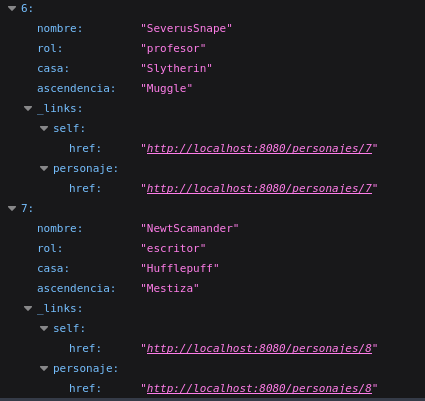 6:
nombre: "SeverusSnape"
rol: "profesor"
casa: "Slytherin"
ascendencia: "Muggle"
_links:
self:
href: "http://localhost:8080/personajes/7"
personaje:
href: "http://localhost:8080/personajes/7"
7:
nombre: "NewtScamander"
rol: "escritor"
casa: "Hufflepuff"
ascendencia: "Mestiza"
_links:
self:
href: "http://localhost:8080/personajes/8"
personaje:
href: "http://localhost:8080/personajes/8"